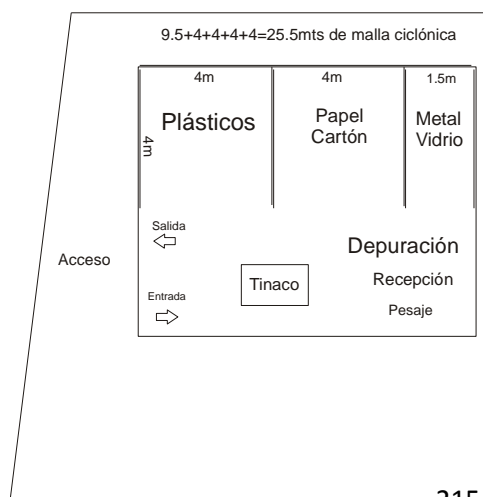 9.5+4+4+4+4=25.5mts de malla ciclónica
4m
4m
1.5m
Plásticos
Papel
Cartón
Metal
Vidrio
4m
Salida
Acceso
Entrada
Tinaco
Depuración
Recepción
Pesaje
215